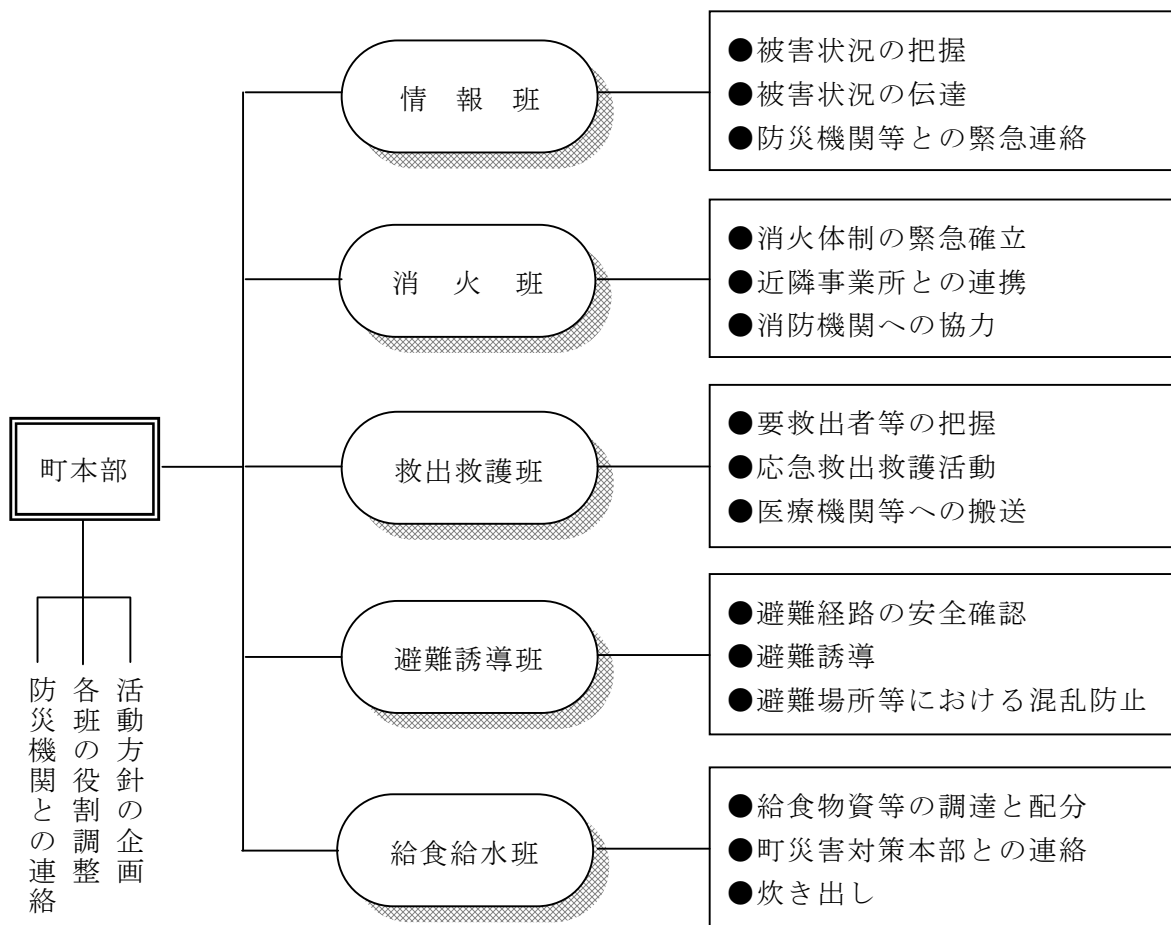 情報班
●被害状況の把握
●被害状況の伝達
●防災機関等との緊急連絡
消火班
●消火体制の緊急確立
●近隣事業所との連携
●消防機関への協力
町本部
活動方針の企画
各班の役割調整
防災機関との連絡
救出救護班
●要救出者等の把握
●応急救出救護活動
●医療機関等への搬送
避難誘導班
●避難経路の安全確認
●避難誘導
●避難場所等における混乱防止
給食給水班
●給食物資等の調達と配分
●町災害対策本部との連絡
●炊き出し